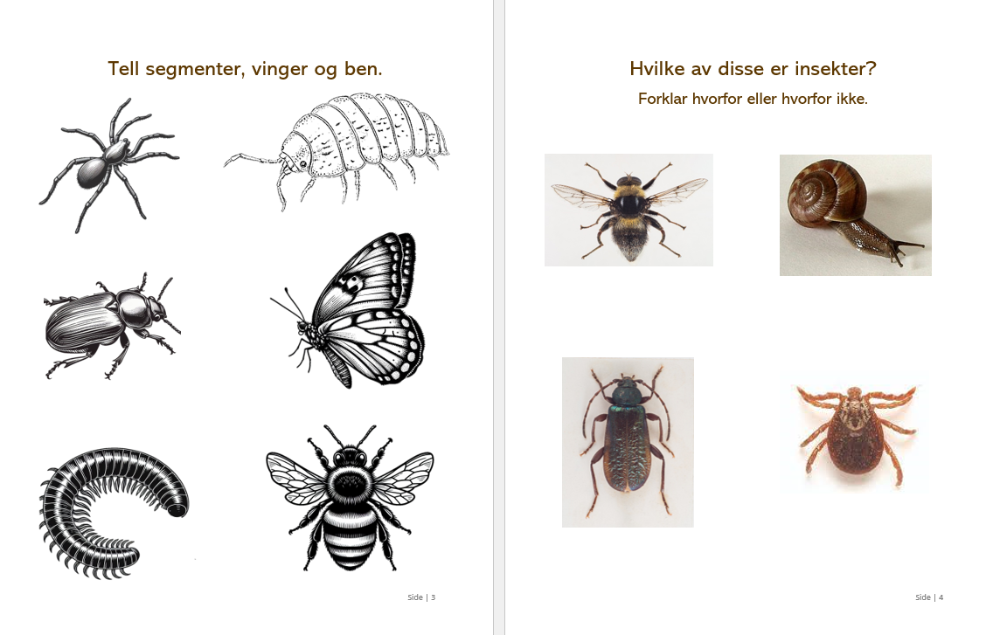 Tell segmenter, vinger og ben.
Side | 3
Hvilke av disse er insekter?
Forklar hvorfor eller hvorfor ikke.
Side | 4